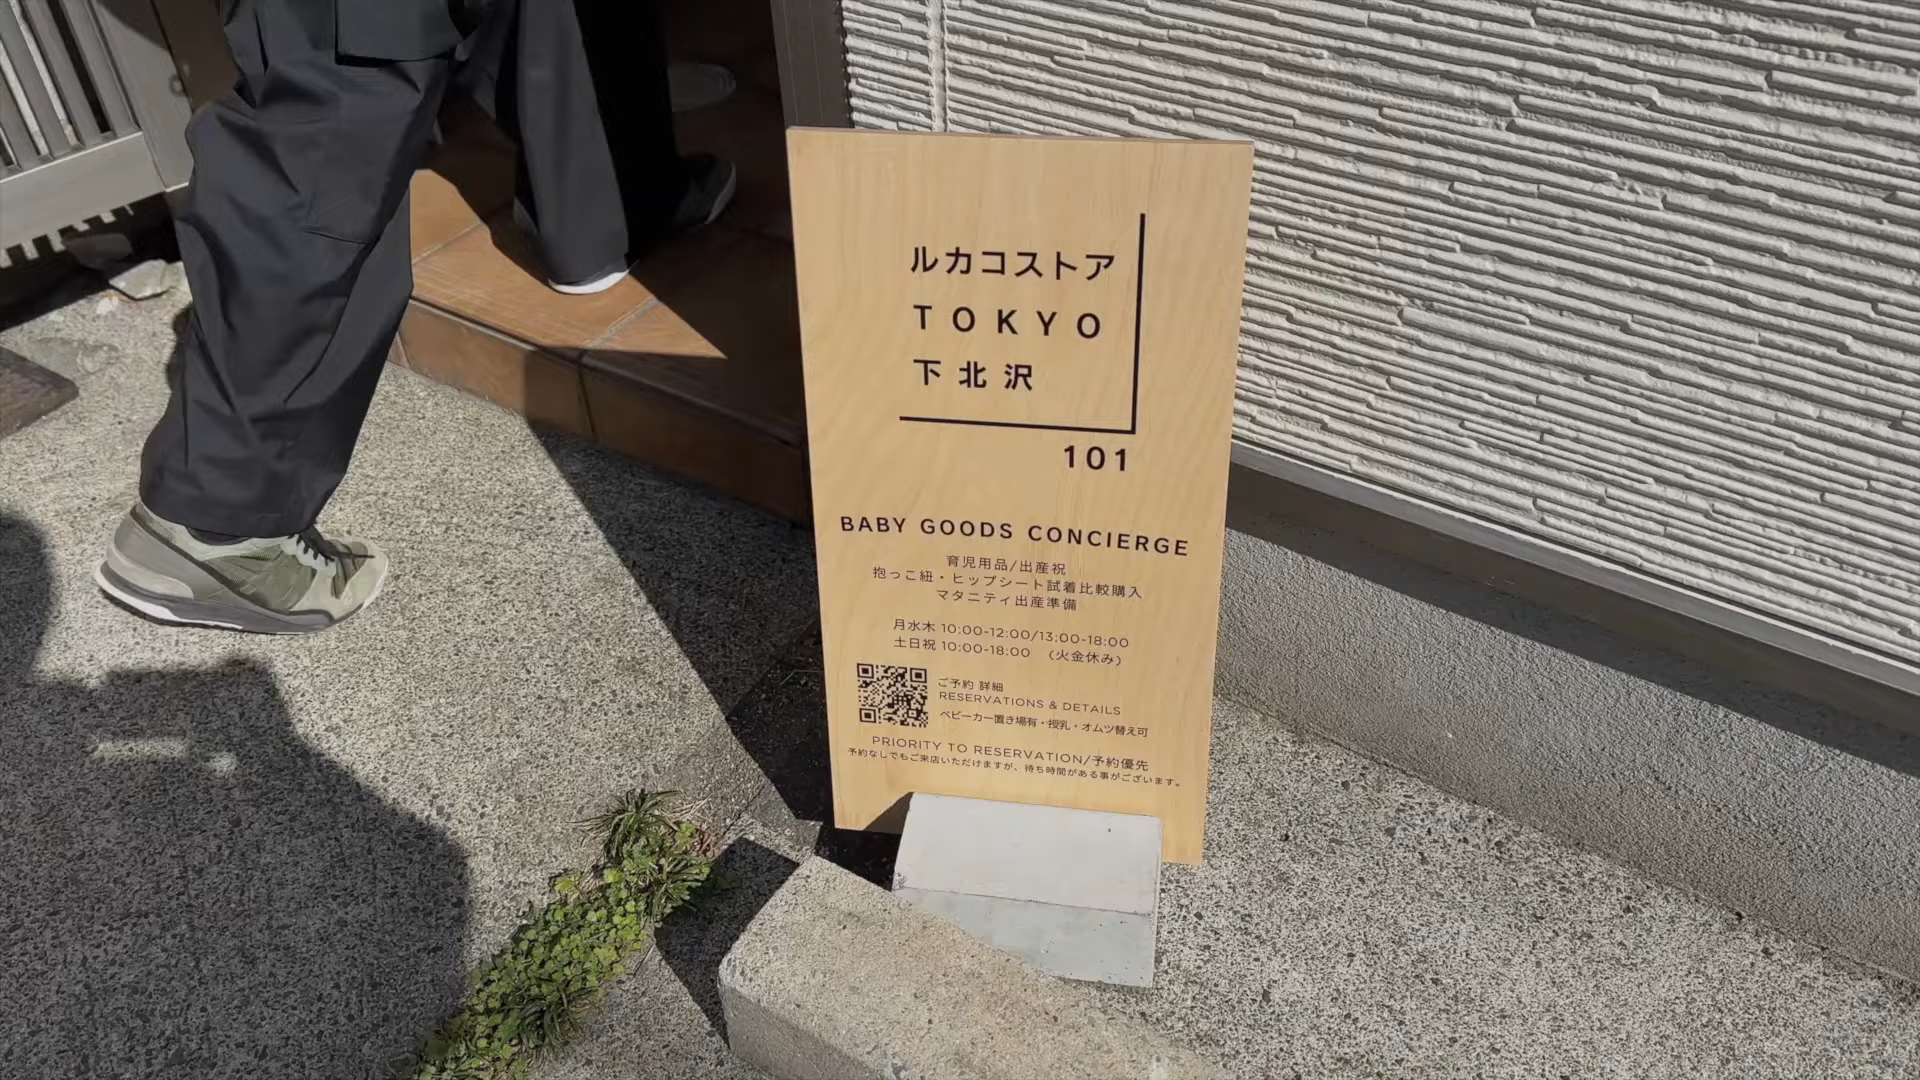 ルカコストア
TOKYO
下北沢
101
BABY GOODS CONCIERGE
育児用品/出産祝
抱っこ紐・ヒップシート試着比較購入
マタニティ出産準備
月水木 10:00-12:00/13:00-18:00
土日祝 10:00-18:00 (火金休み)
ご予約 詳細
RESERVATIONS & DETAILS
ベビーカー置き場有・授乳・オムツ替え可
PRIORITY TO RESERVATION/予約優先
予約なしでもご来店いただけますが、待ち時間がある事がございます。